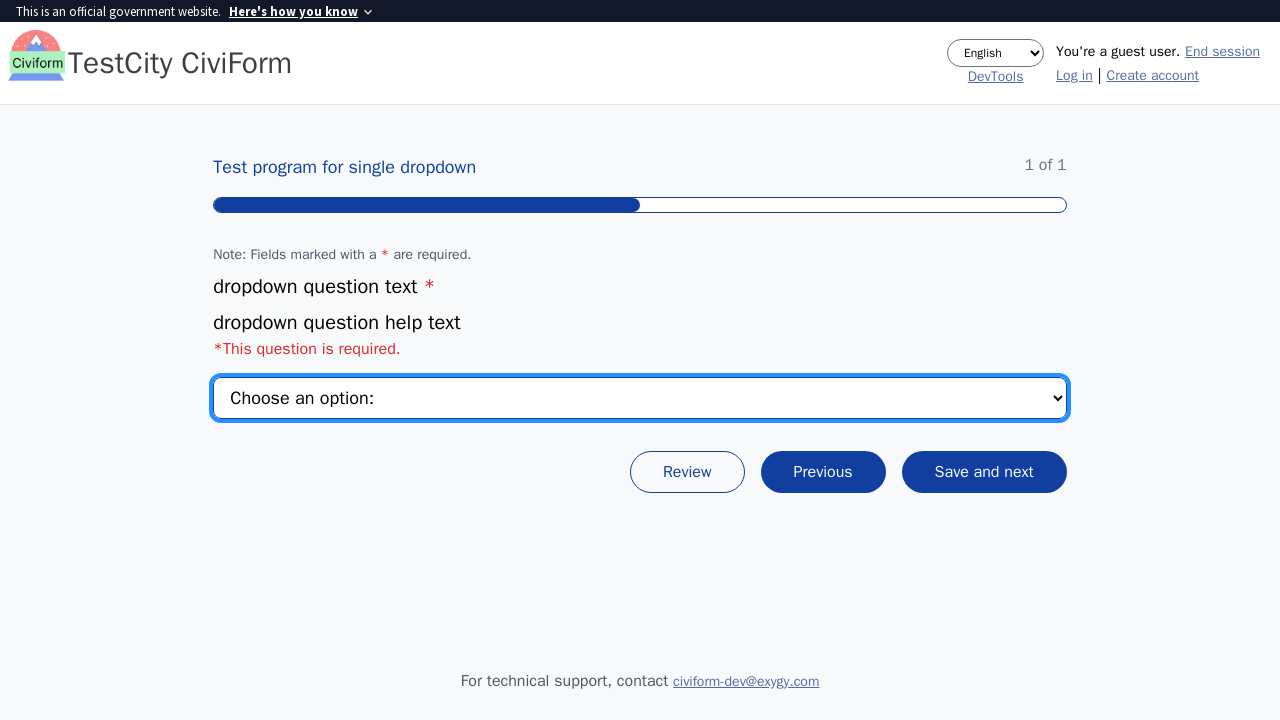 This is an official government website. Here's how you know
Civiform
TestCity CiviForm
English
DevTools
You're a guest user. End session
Log in | Create account
Test program for single dropdown
1 of 1
Note: Fields marked with a * are required.
dropdown question text *
dropdown question help text
*This question is required.
Choose an option:
Review
Previous
Save and next
For technical support, contact civiform-dev@exygy.com